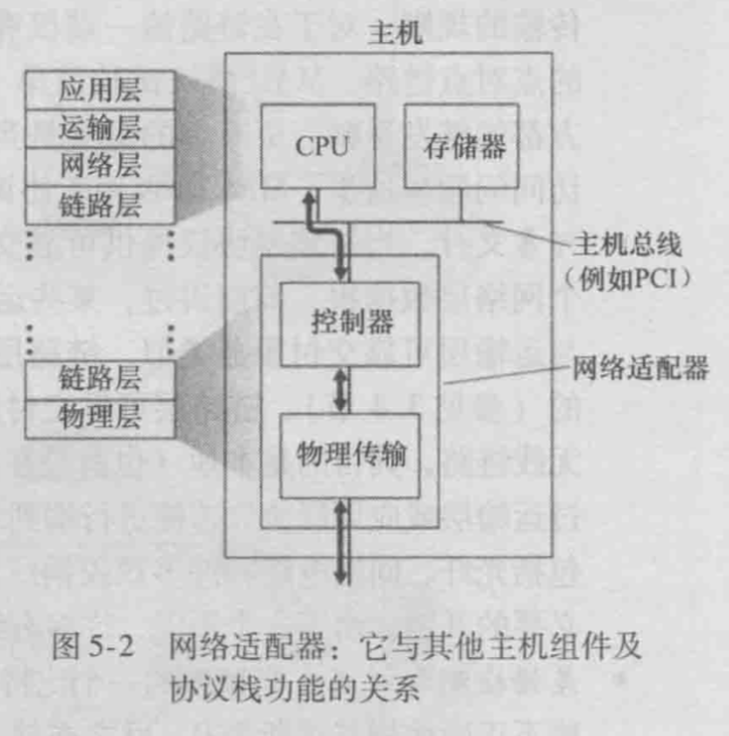 主机
应用层
运输层
网络层
链路层
CPU
存储器
主机总线
（例如PCI）
控制器
网络适配器
链路层
物理层
物理传输
图 5-2 网络适配器：它与其他主机组件及
协议栈功能的关系